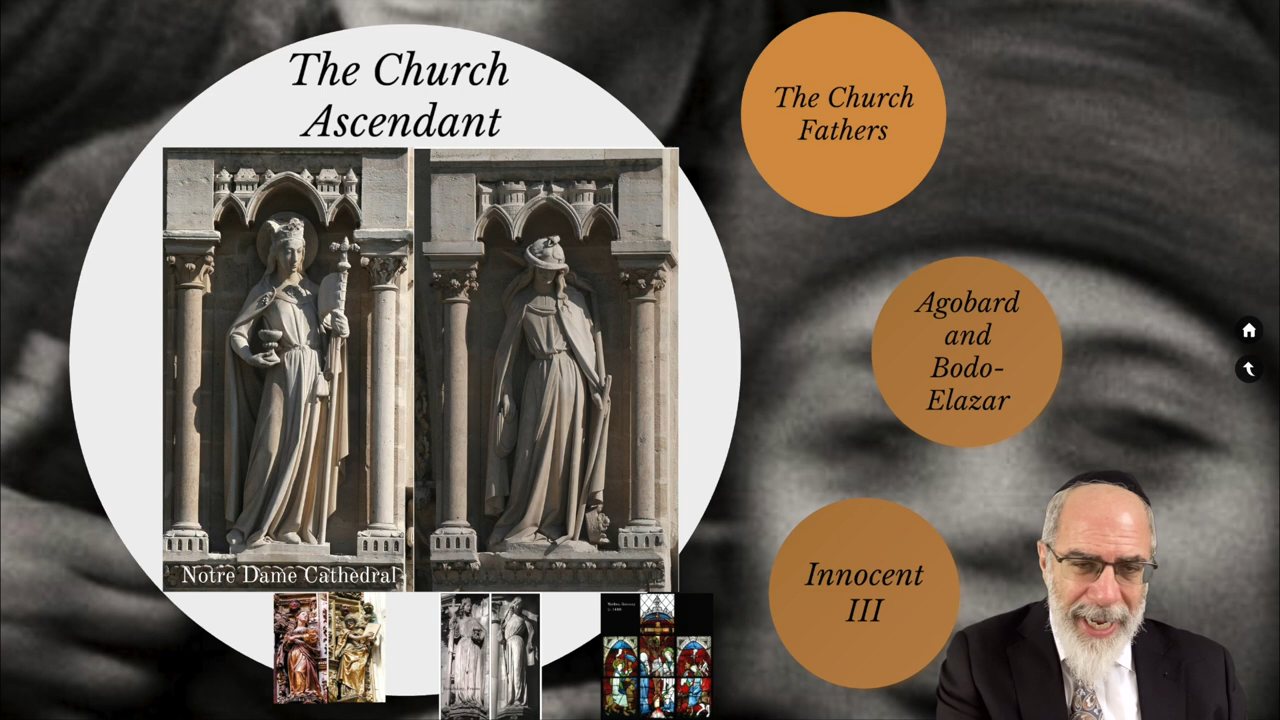 The Church
Ascendant
Notre Dame Cathedral
The Church
Fathers
Agobard
and
Bodo-
Elazar
Innocent
III